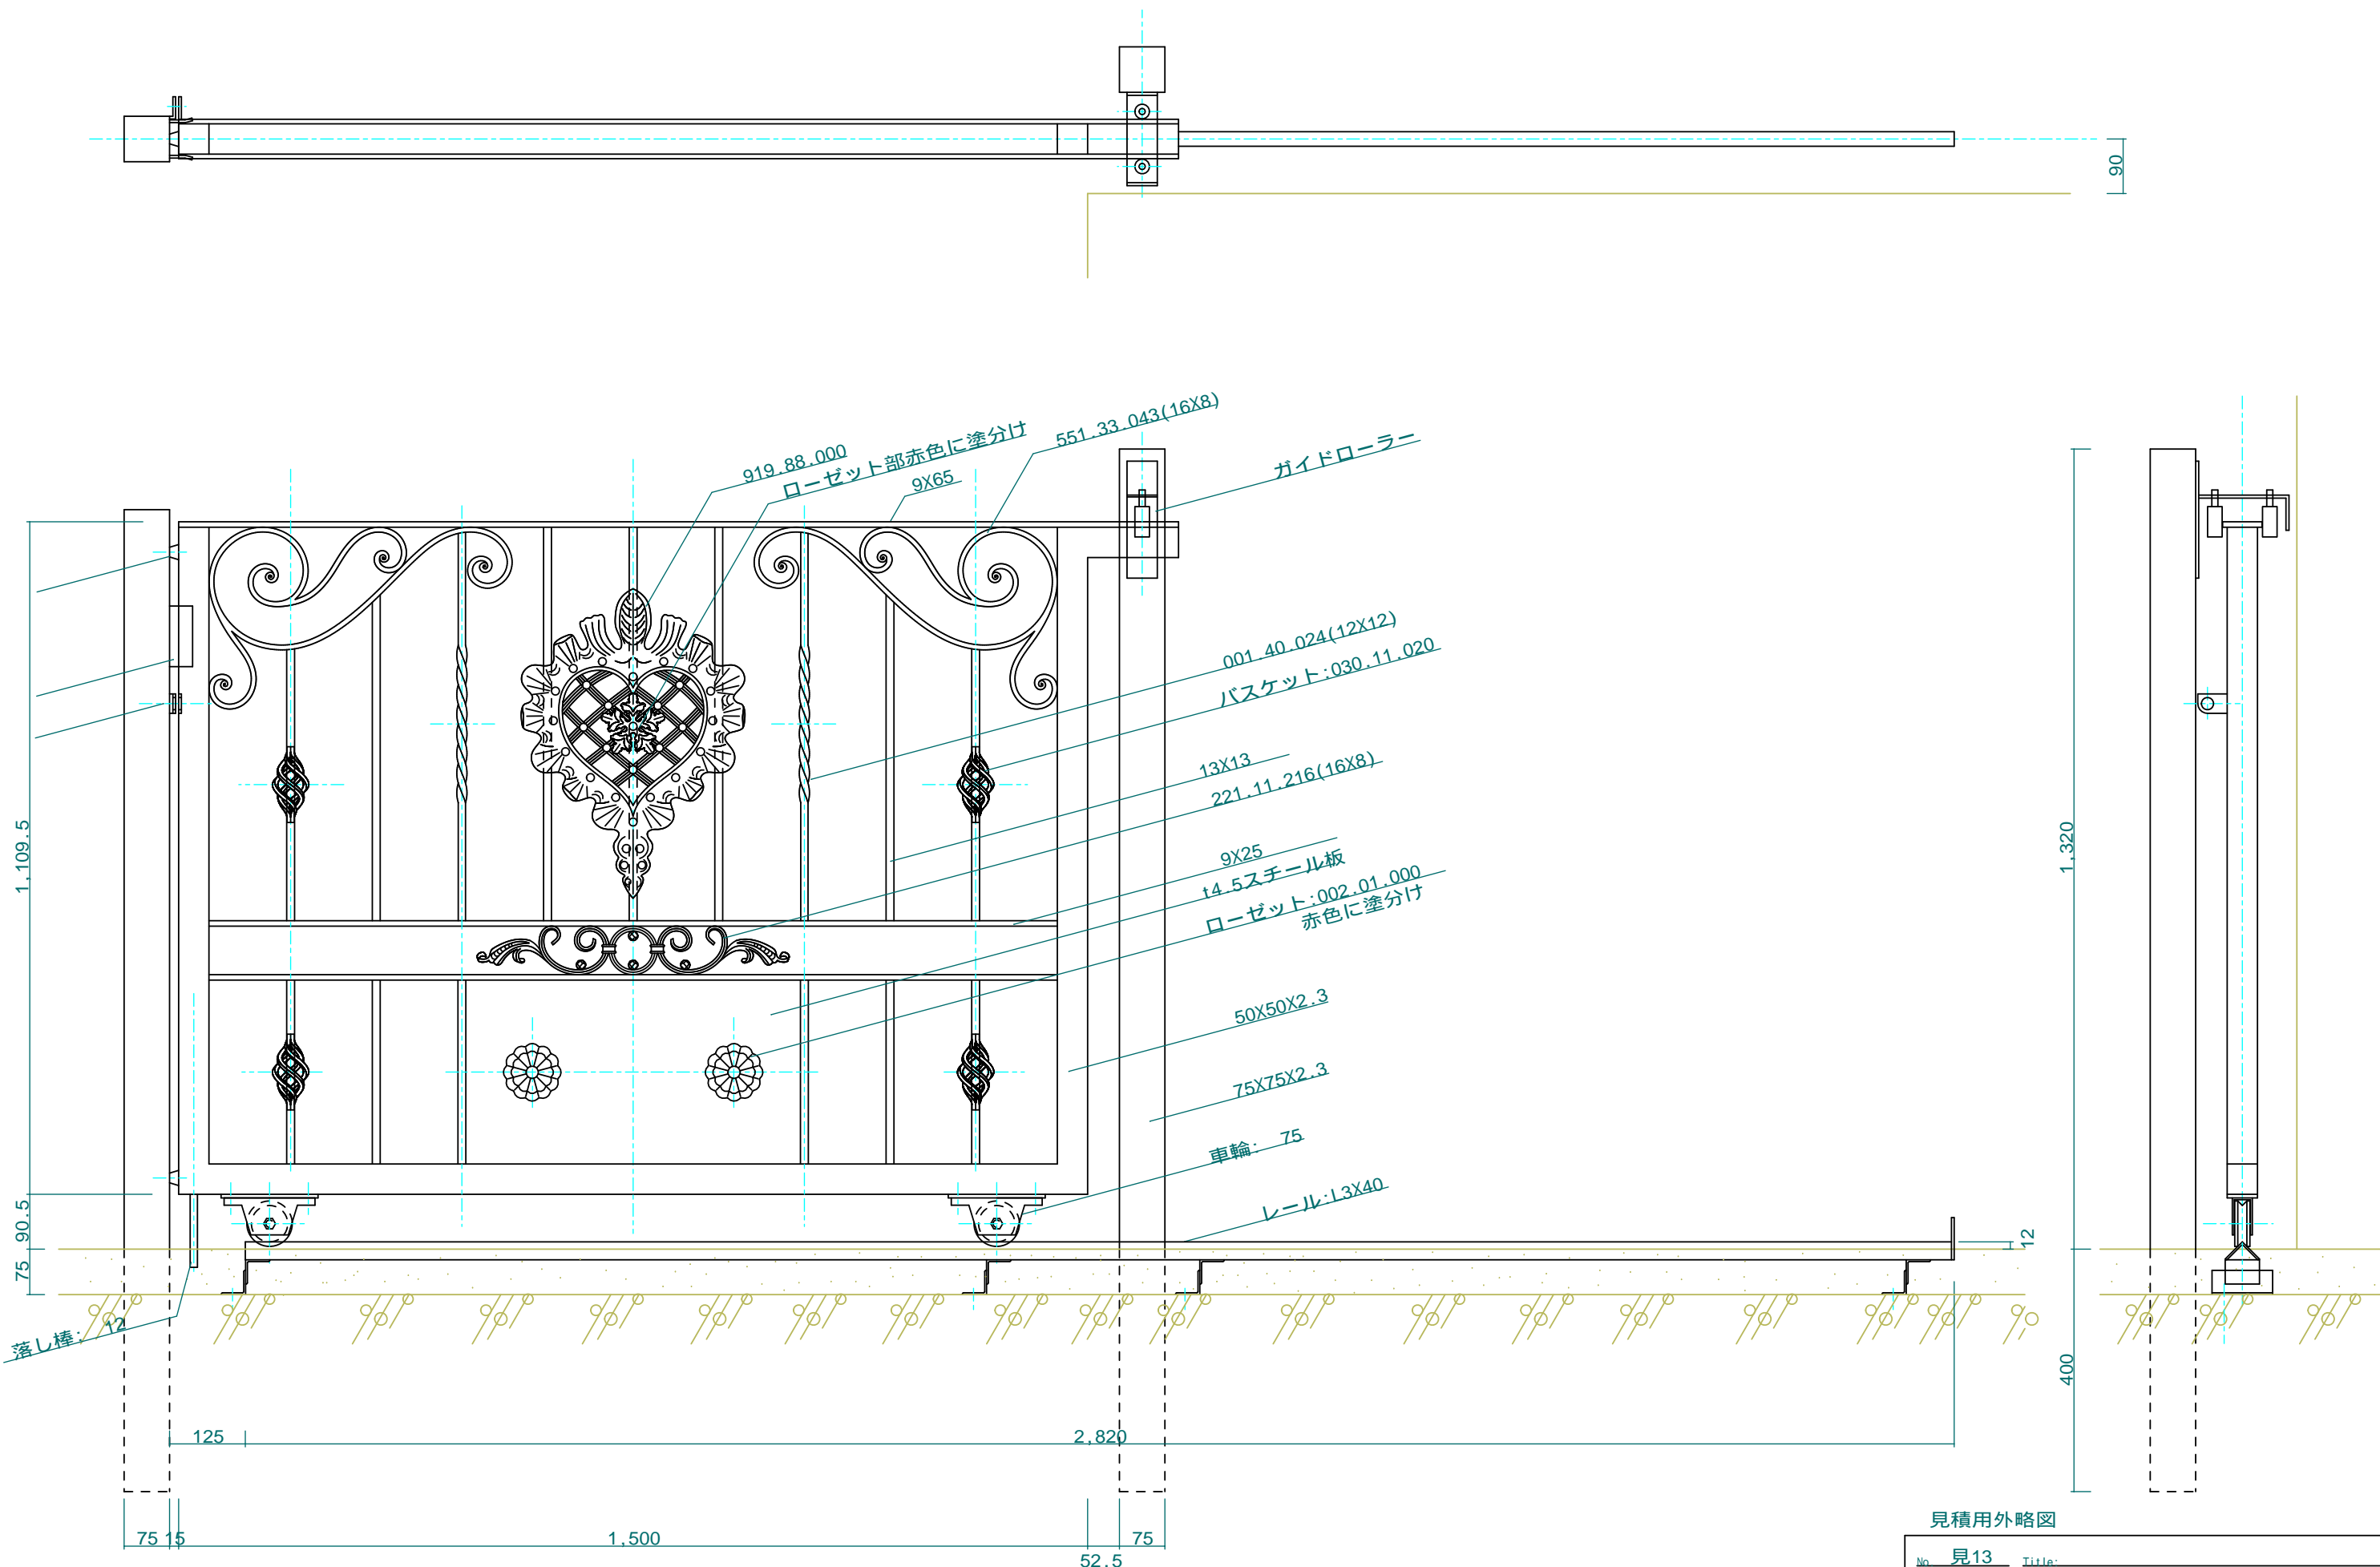 90
919.88.000
ローゼット部赤色に塗分け
9X65
551.33.043(16X8)
ガイドローラー
001.40.024(12X12)
バスケット:030.11.020
13X13
221.11.216(16X8)
9X25
t4.5スチール板
ローゼット:002.01.000
赤色に塗分け
50X50X2.3
75X75X2.3
車輪: 75
レール:L3X40
1,109.5
90.5
75
落し棒: 12
12
1,320
400
125
2,820
75
15
1,500
52.5
75
見積用外略図
No. 見13 Title: